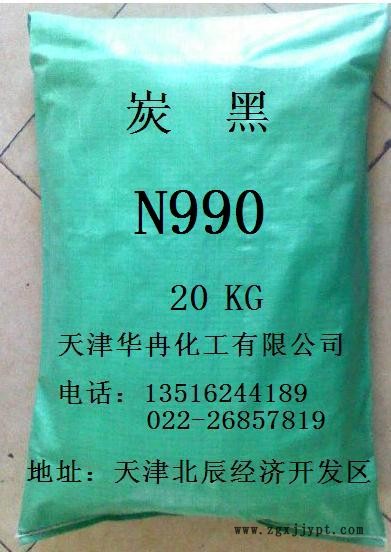 炭 黑
N990
20 KG
天津华冉化工有限公司
电话：13516244189
022-26857819
地址：天津北辰经济开发区
www.zgxjjypt.com